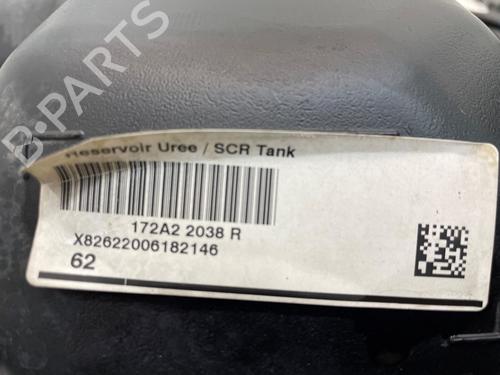 Reservoir Uree / SCR Tank
172A2 2038 R
X82622006182146
62
B-PARTS